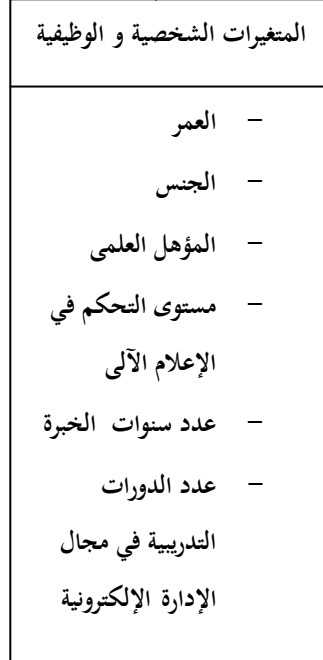 المتغيرات الشخصية و الوظيفية
– العمر
– الجنس
– المؤهل العلمى
– مستوى التحكم في
الإعلام الآلى
– عدد سنوات الخبرة
– عدد الدورات
التدريبية في مجال
الإدارة الإلكترونية